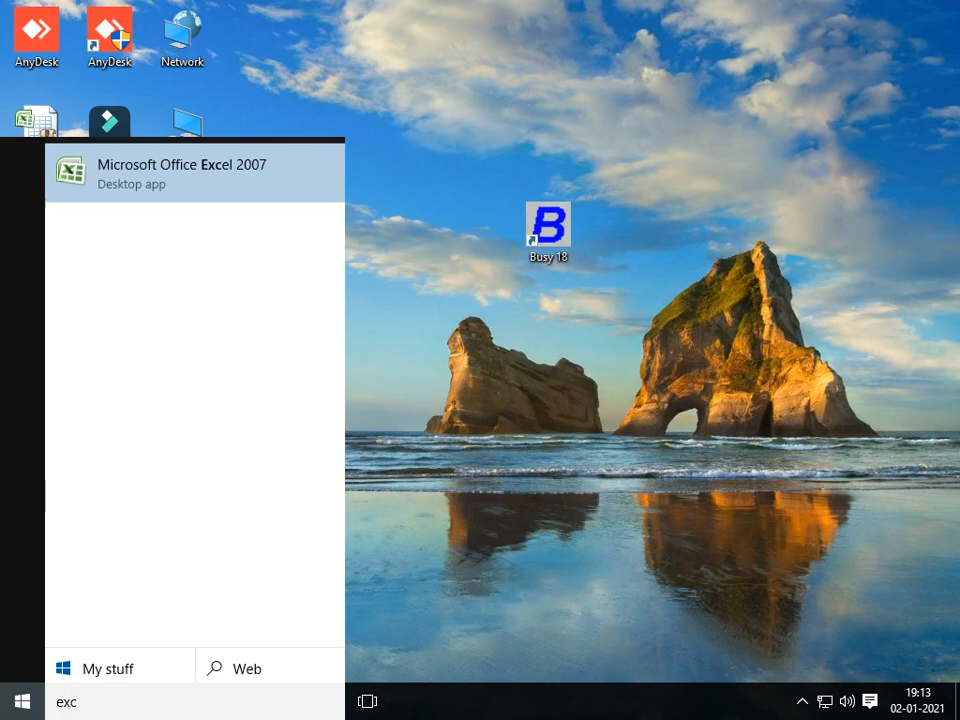 AnyDesk
AnyDesk
Network
Microsoft Office Excel 2007
Desktop app
B
Busy 18
My stuff
Web
exc
19:13
02-01-2021